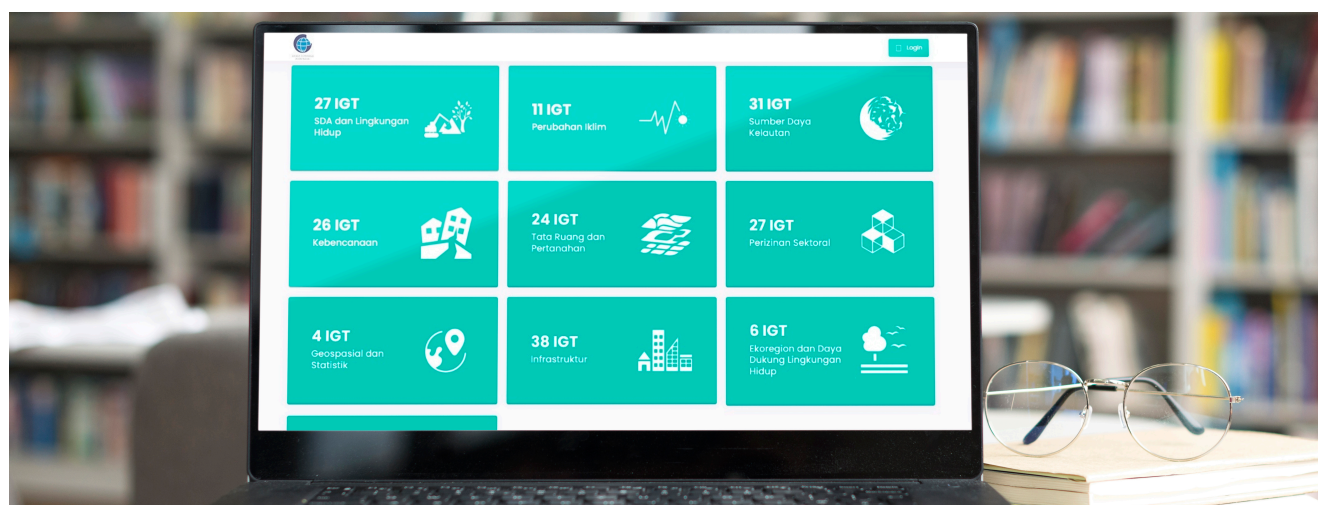 Login
27 IGT
SDA dan Lingkungan
Hidup
11 IGT
Perubahan Iklim
31 IGT
Sumber Daya
Kelautan
26 IGT
Kebencanaan
24 IGT
Tata Ruang dan
Pertanahan
27 IGT
Perizinan Sektoral
4 IGT
Geospasial dan
Statistik
38 IGT
Infrastruktur
6 IGT
Ekoregion dan Daya
Dukung Lingkungan
Hidup